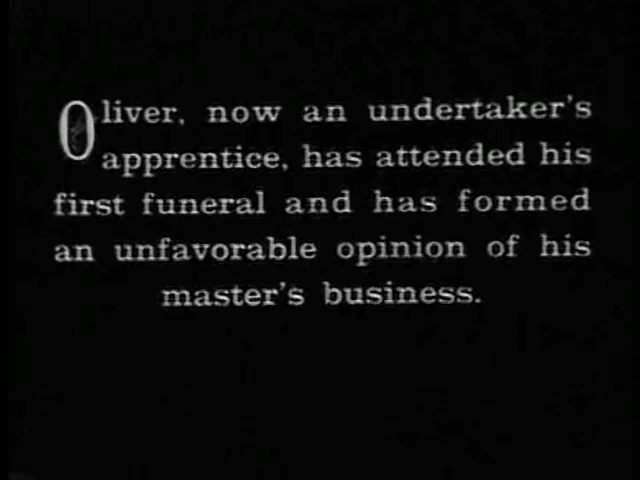 Oliver, now an undertaker's
apprentice, has attended his
first funeral and has formed
an unfavorable opinion of his
master's business.